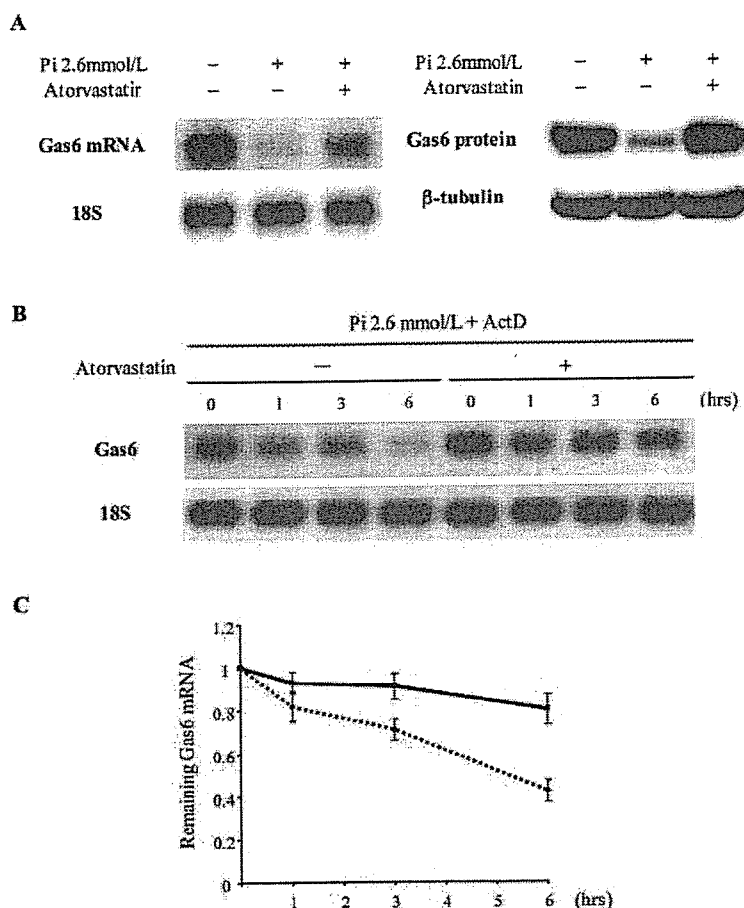 A
Pi 2.6mmol/L − + +
Atorvastatir − − +
Gas6 mRNA
18S
Pi 2.6mmol/L − + +
Atorvastatin − − +
Gas6 protein
β-tubulin
B
Pi 2.6 mmol/L + ActD
Atorvastatin − +
0 1 3 6 0 1 3 6 (hrs)
Gas6
18S
C
Remaining Gas6 mRNA
1.2
1
0.8
0.6
0.4
0.2
0
1 2 3 4 5 6 (hrs)